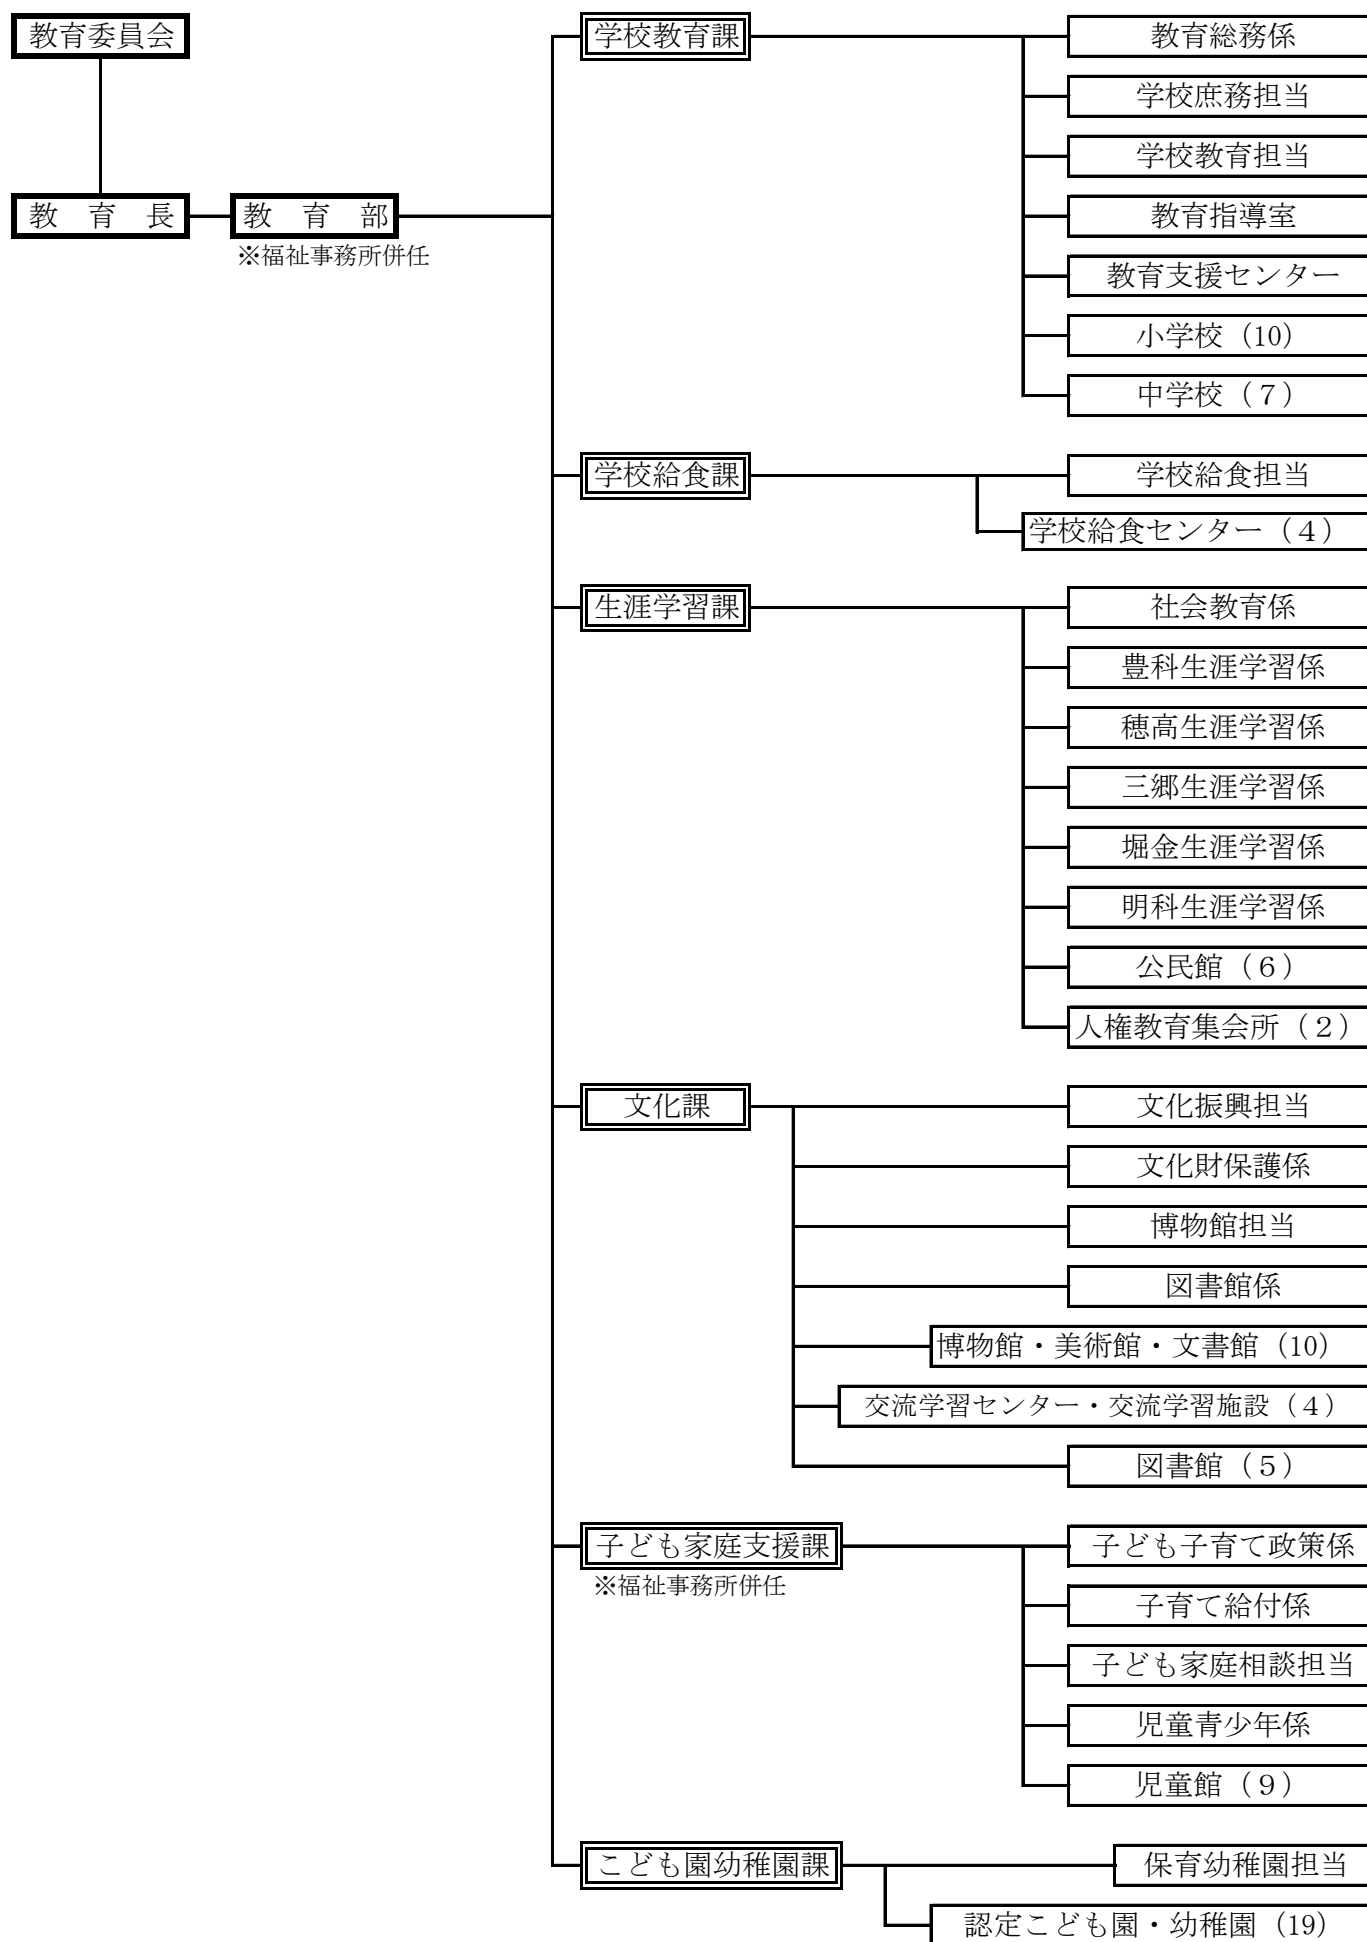 教育委員会
教　育　長
教　育　部
※福祉事務所併任
学校教育課
教育総務係
学校庶務担当
学校教育担当
教育指導室
教育支援センター
小学校（10）
中学校（７）
学校給食課
学校給食担当
学校給食センター（４）
生涯学習課
社会教育係
豊科生涯学習係
穂高生涯学習係
三郷生涯学習係
堀金生涯学習係
明科生涯学習係
公民館（６）
人権教育集会所（２）
文化課
文化振興担当
文化財保護係
博物館担当
図書館係
博物館・美術館・文書館（10）
交流学習センター・交流学習施設（４）
図書館（５）
子ども家庭支援課
※福祉事務所併任
子ども子育て政策係
子育て給付係
子ども家庭相談担当
児童青少年係
児童館（９）
こども園幼稚園課
保育幼稚園担当
認定こども園・幼稚園（19）